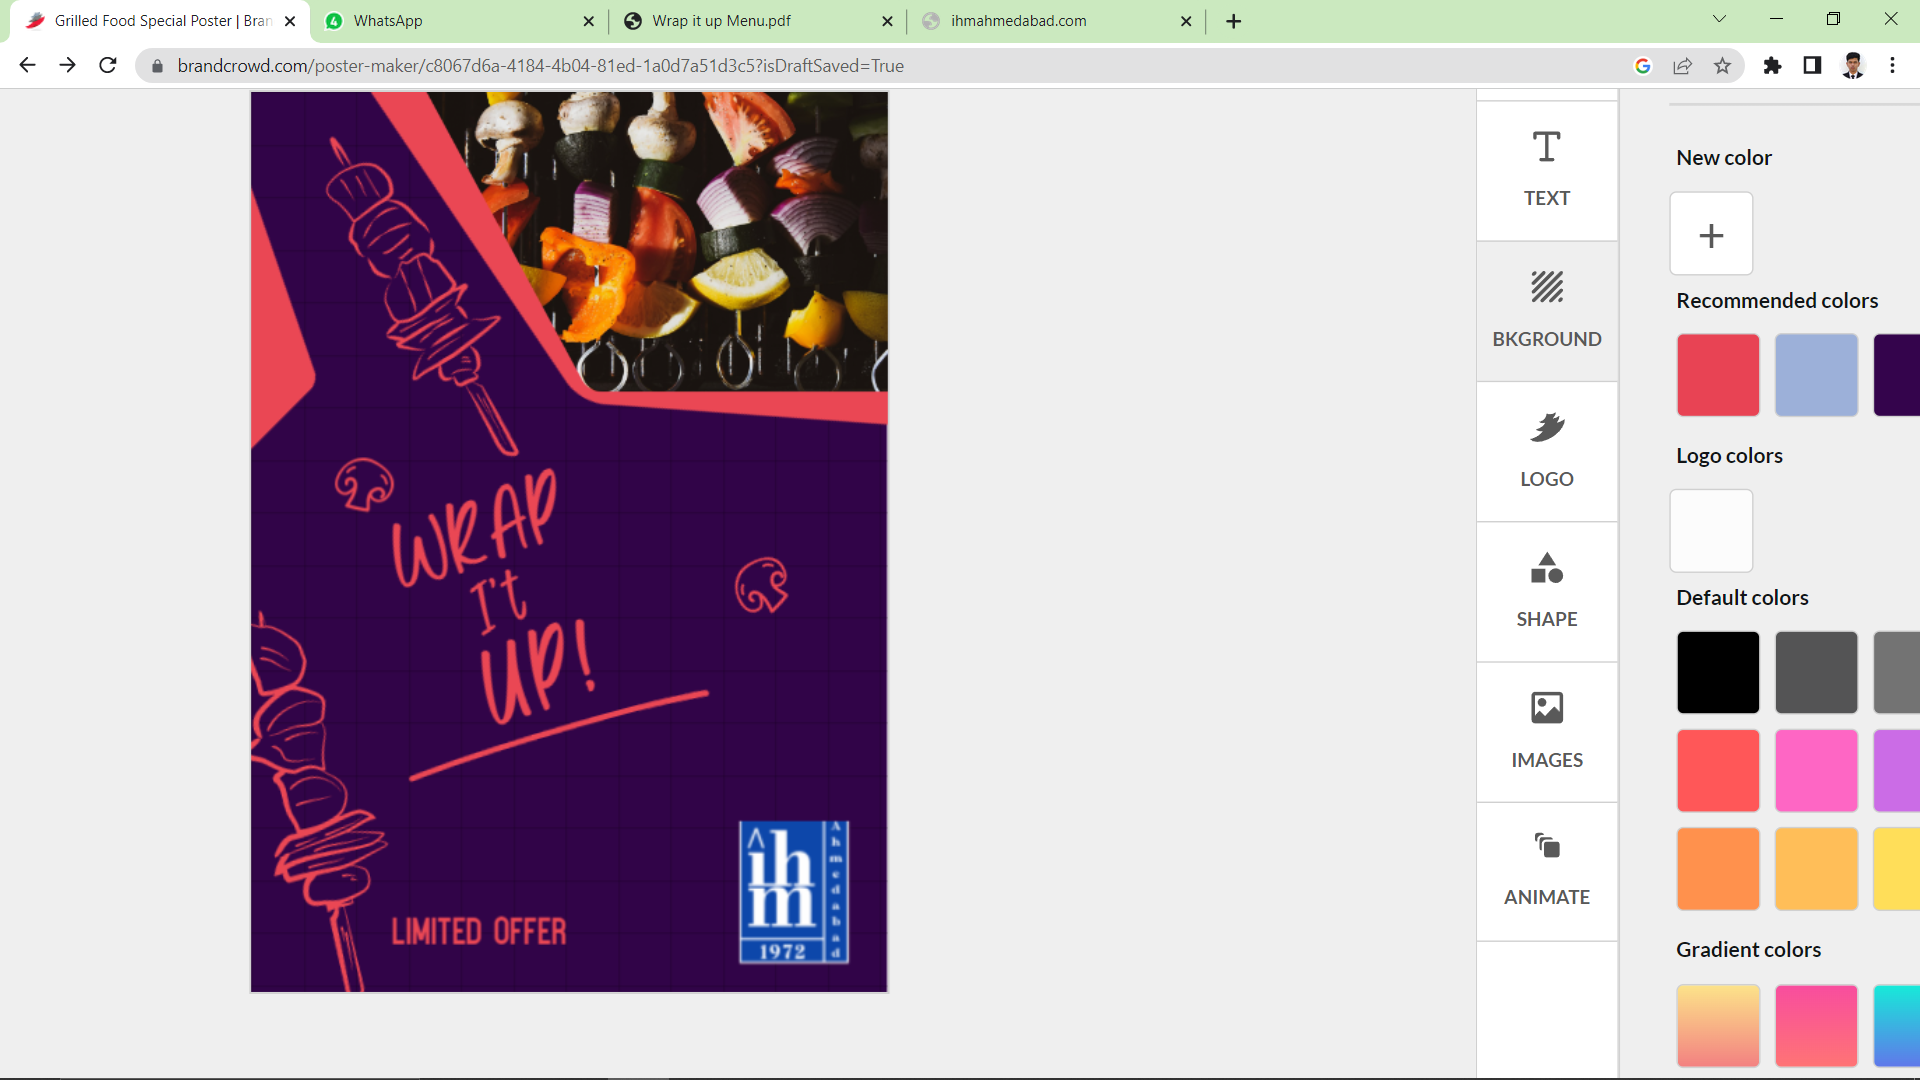 Grilled Food Special Poster | Bran
4
WhatsApp
Wrap it up Menu.pdf
ihmahmedabad.com
brandcrowd.com/poster-maker/c8067d6a-4184-4b04-81ed-1a0d7a51d3c5?isDraftSaved=True
WRAP
I't
UP!
LIMITED OFFER
ihm
Ahmedabad
1972
TEXT
BKGROUND
LOGO
SHAPE
IMAGES
ANIMATE
New color
Recommended colors
Logo colors
Default colors
Gradient colors